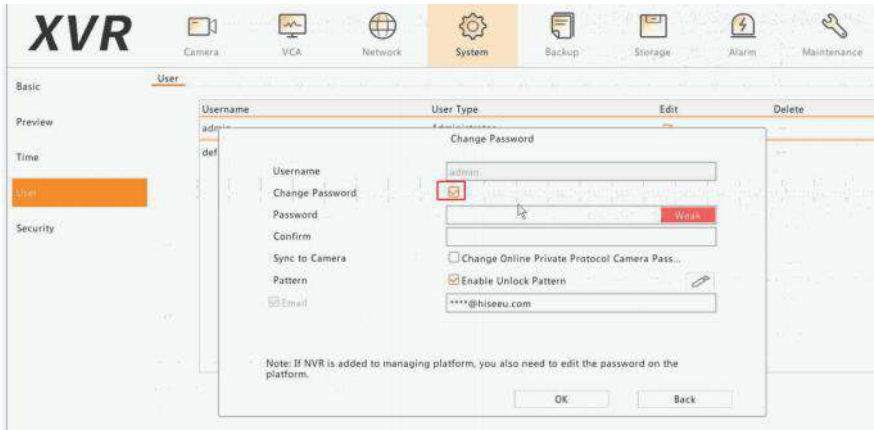 XVR
Camera VCA Network System Backup Storage Alarm Maintenance
Basic
Preview
Time
User
Security
User
Username User Type Edit Delete
def
Change Password
Username admin
Change Password
Password Weak
Confirm
Sync to Camera Change Online Private Protocol Camera Pass...
Pattern Enable Unlock Pattern
Email ****@hiseeu.com
Note: If NVR is added to managing platform, you also need to edit the password on the
platform.
OK Back